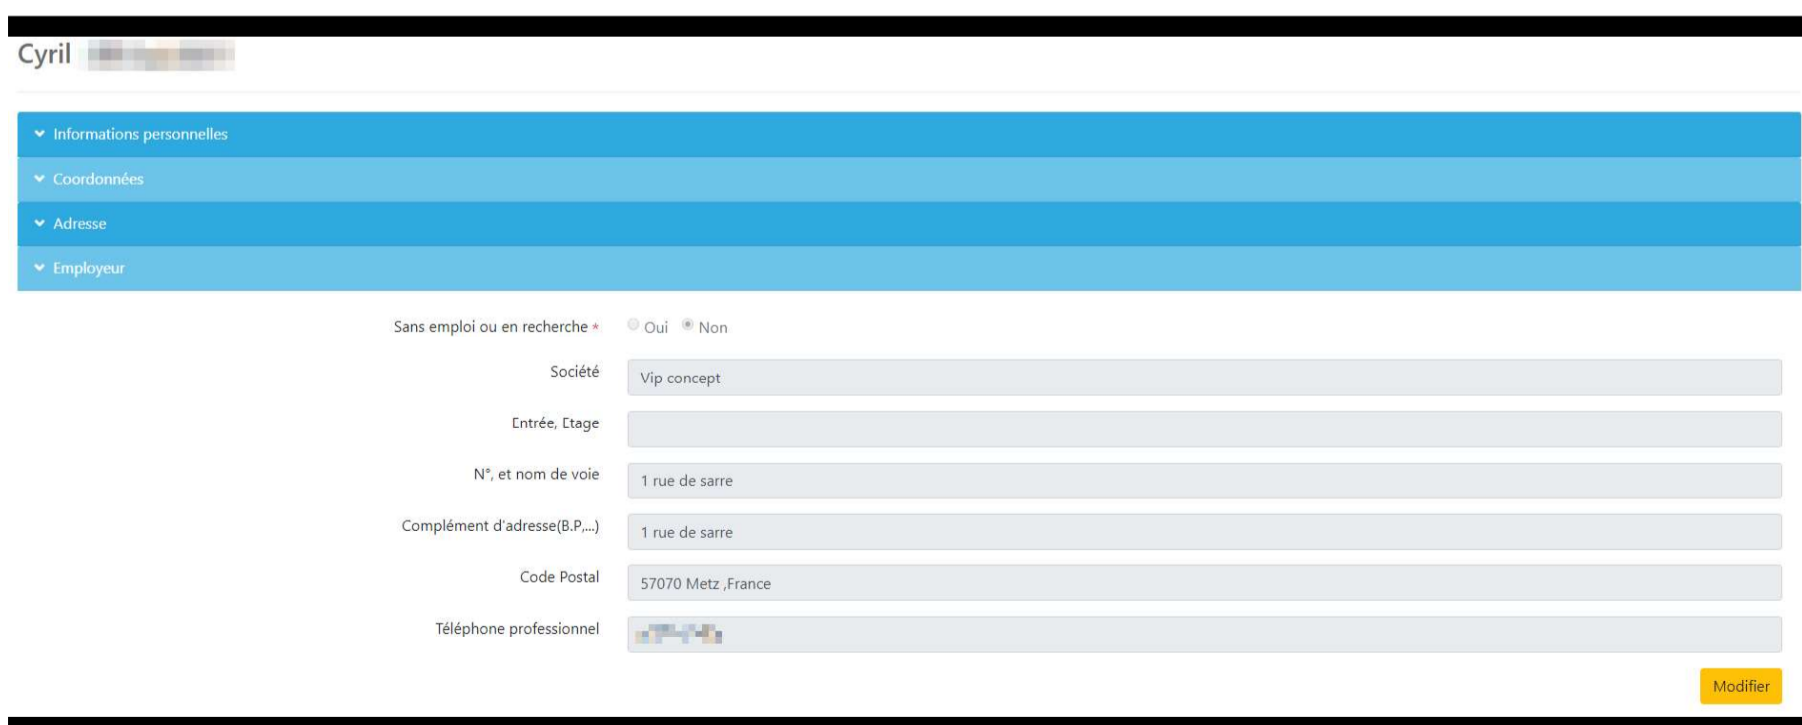 Cyril
Informations personnelles
Coordonnées
Adresse
Employeur
Sans emploi ou en recherche * Oui Non
Société Vip concept
Entrée, Etage
N°, et nom de voie 1 rue de sarre
Complément d'adresse(B.P,...) 1 rue de sarre
Code Postal 57070 Metz ,France
Téléphone professionnel
Modifier